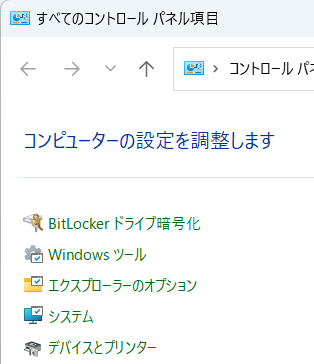 すべてのコントロール パネル項目
コントロール パネ
コンピューターの設定を調整します
BitLocker ドライブ暗号化
Windows ツール
エクスプローラーのオプション
システム
デバイスとプリンター